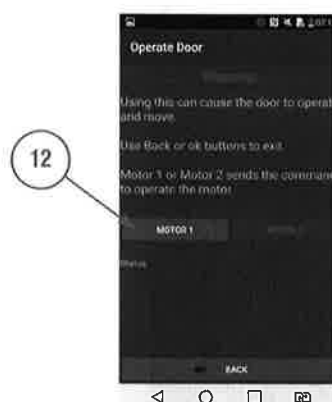 Operate Door
Using this can cause the door to operat
and move.
Use Back or ok buttons to exit
Motor 1 or Motor 2 sends the comman
to operate the motor
12
MOTOR 1
Status
BACK